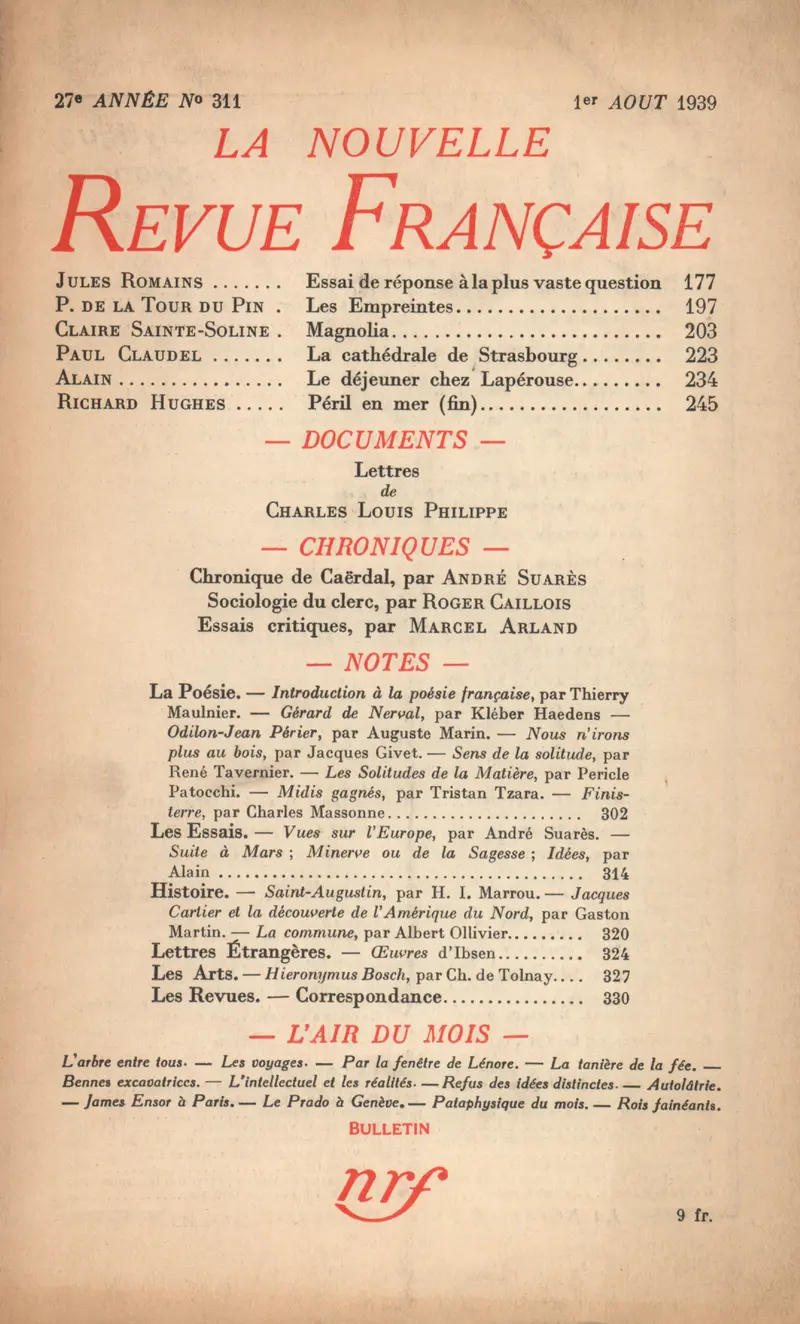 27e ANNÉE No 311
1er AOUT 1939
LA NOUVELLE
REVUE FRANÇAISE
JULES ROMAINS ....... Essai de réponse à la plus vaste question 177
P. DE LA TOUR DU PIN . Les Empreintes.................... 197
CLAIRE SAINTE-SOLINE . Magnolia.......................... 203
PAUL CLAUDEL ....... La cathédrale de Strasbourg........ 223
ALAIN ................ Le déjeuner chez Lapérouse......... 234
RICHARD HUGHES ..... Péril en mer (fin).................. 245
— DOCUMENTS —
Lettres
de
CHARLES LOUIS PHILIPPE
— CHRONIQUES —
Chronique de Caërdal, par ANDRÉ SUARÈS
Sociologie du clerc, par ROGER CAILLOIS
Essais critiques, par MARCEL ARLAND
— NOTES —
La Poésie. — Introduction à la poésie française, par Thierry
Maulnier. — Gérard de Nerval, par Kléber Haedens —
Odilon-Jean Périer, par Auguste Marin. — Nous n'irons
plus au bois, par Jacques Givet. — Sens de la solitude, par
René Tavernier. — Les Solitudes de la Matière, par Pericle
Patocchi. — Midis gagnés, par Tristan Tzara. — Finis-
terre, par Charles Massonne...................... 302
Les Essais. — Vues sur l'Europe, par André Suarès. —
Suite à Mars ; Minerve ou de la Sagesse ; Idées, par
Alain ........................................ 314
Histoire. — Saint-Augustin, par H. I. Marrou. — Jacques
Cartier et la découverte de l'Amérique du Nord, par Gaston
Martin. — La commune, par Albert Ollivier......... 320
Lettres Étrangères. — Œuvres d'Ibsen.......... 324
Les Arts. — Hieronymus Bosch, par Ch. de Tolnay.... 327
Les Revues. — Correspondance................ 330
— L'AIR DU MOIS —
L'arbre entre tous. — Les voyages. — Par la fenêtre de Lénore. — La tanière de la fée. —
Bennes excavatrices. — L'intellectuel et les réalités. — Refus des idées distinctes. — Autolâtrie.
— James Ensor à Paris. — Le Prado à Genève. — Pataphysique du mois. — Rois fainéants.
BULLETIN
nrf
9 fr.